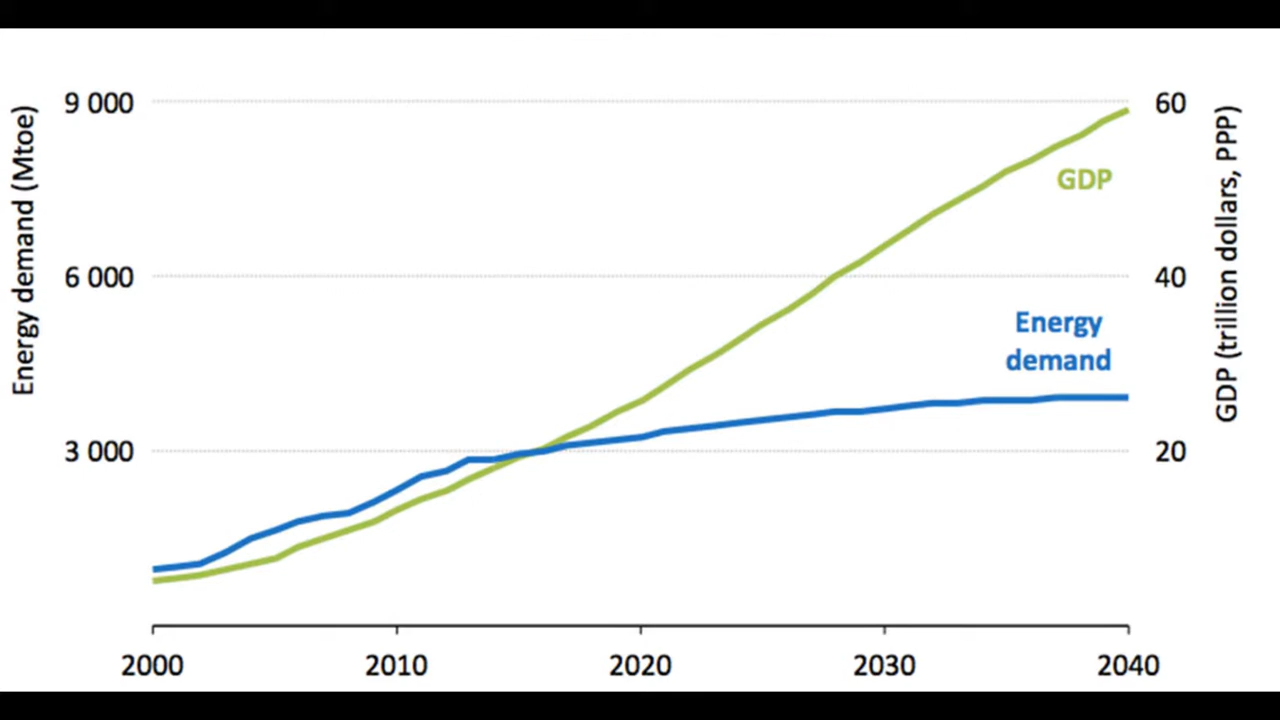 Energy demand (Mtoe)
9 000
6 000
3 000
60
40
20
GDP (trillion dollars, PPP)
GDP
Energy
demand
2000 2010 2020 2030 2040